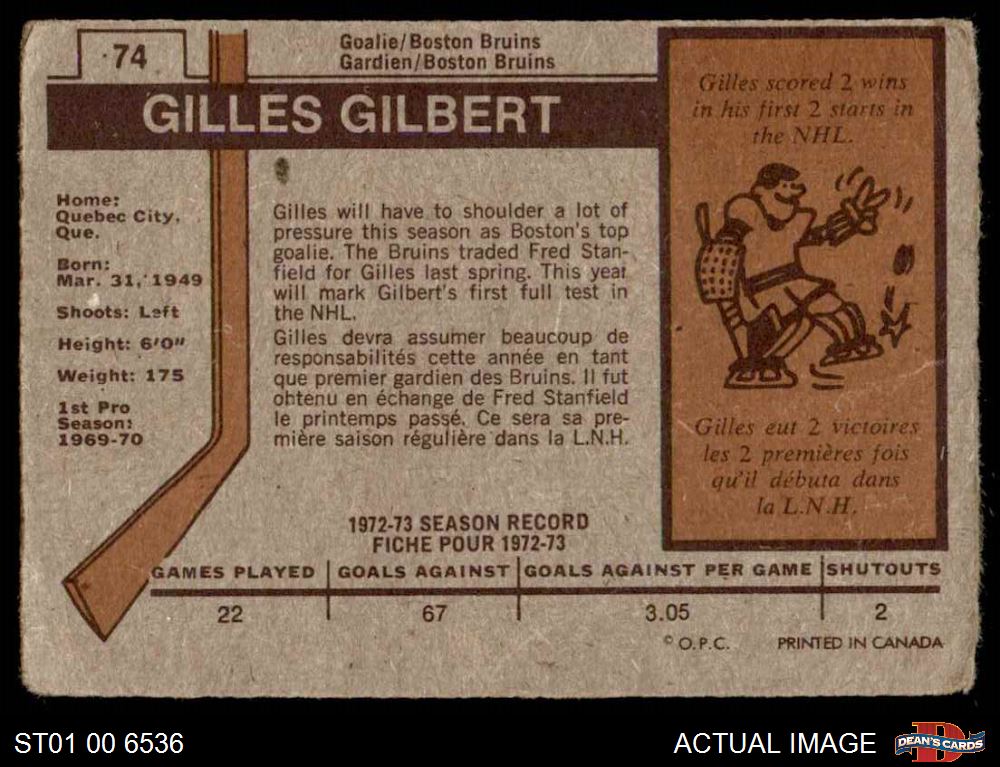 74
Goalie/Boston Bruins
Gardien/Boston Bruins
GILLES GILBERT
Home:
Quebec City,
Que.
Born:
Mar. 31, 1949
Shoots: Left
Height: 6'0"
Weight: 175
1st Pro
Season:
1969-70
Gilles will have to shoulder a lot of
pressure this season as Boston's top
goalie. The Bruins traded Fred Stan-
field for Gilles last spring. This year
will mark Gilbert's first full test in
the NHL.
Gilles devra assumer beaucoup de
responsabilités cette année en tant
que premier gardien des Bruins. Il fut
obtenu en échange de Fred Stanfield
le printemps passé. Ce sera sa pre-
mière saison régulière dans la L.N.H.
Gilles scored 2 wins
in his first 2 starts in
the NHL.
Gilles eut 2 victoires
les 2 premières fois
qu'il débuta dans
la L.N.H.
1972-73 SEASON RECORD
FICHE POUR 1972-73
GAMES PLAYED GOALS AGAINST GOALS AGAINST PER GAME SHUTOUTS
22 67 3.05 2
© O.P.C. PRINTED IN CANADA
ST01 00 6536
ACTUAL IMAGE
DEAN'S CARDS